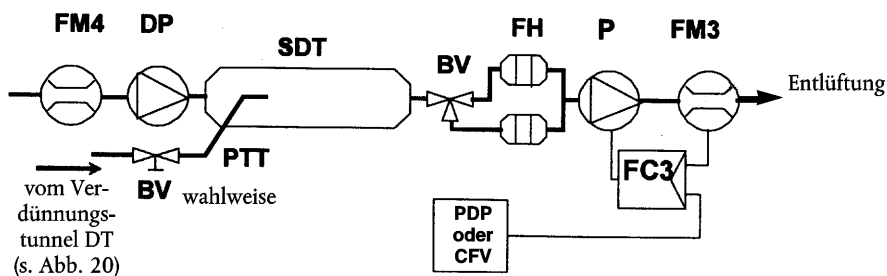 FM4
DP
SDT
BV
FH
P
FM3
Entlüftung
PTT
BV
wahlweise
vom Ver-
dünnungs-
tunnel DT
(s. Abb. 20)
FC3
PDP
oder
CFV